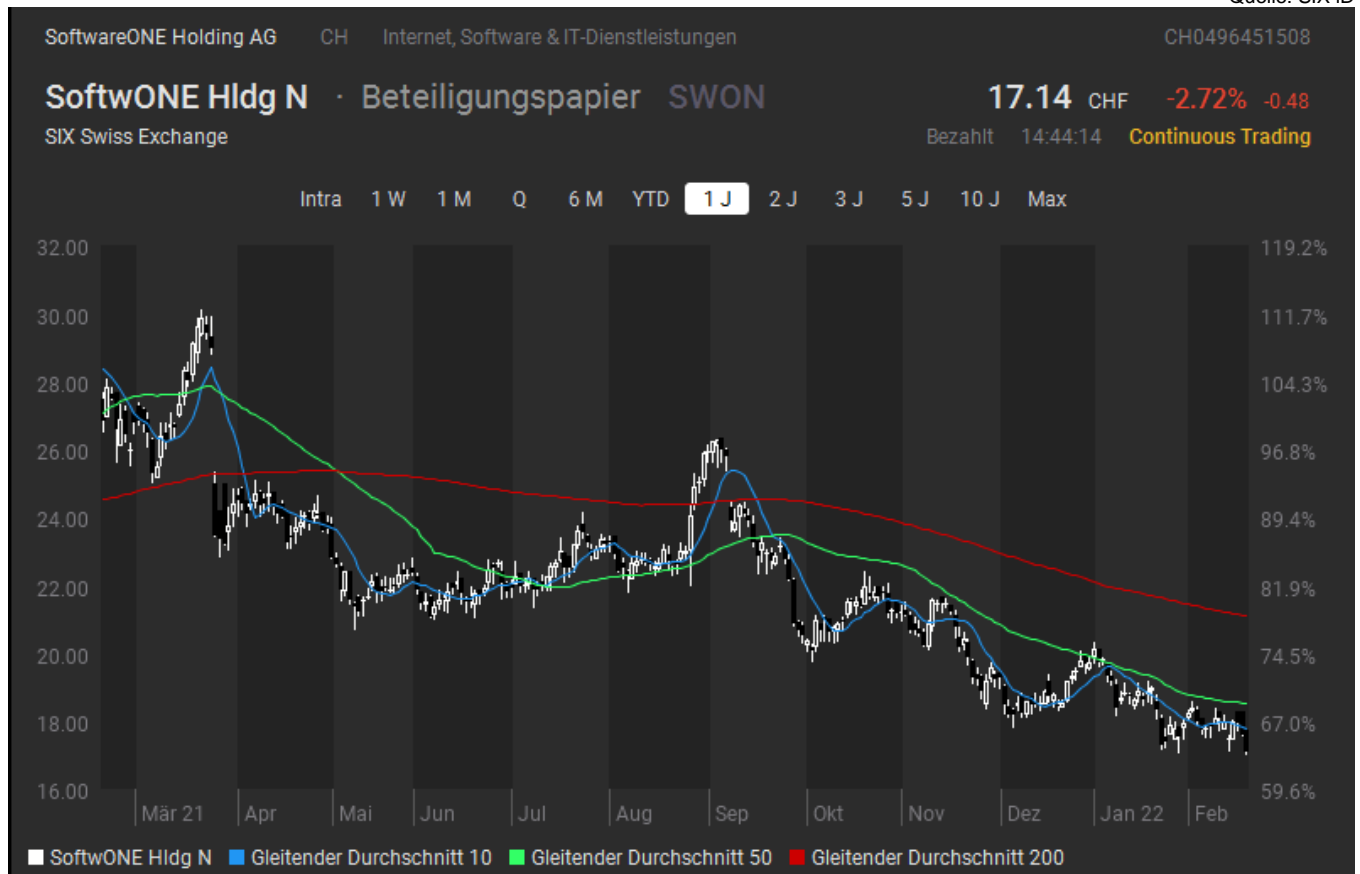 Quelle: SIX iD
SoftwareONE Holding AG CH Internet, Software & IT-Dienstleistungen CH0496451508
SoftwONE Hldg N · Beteiligungspapier SWON 17.14 CHF -2.72% -0.48
SIX Swiss Exchange Bezahlt 14:44:14 Continuous Trading
Intra 1 W 1 M Q 6 M YTD 1 J 2 J 3 J 5 J 10 J Max
32.00 119.2%
30.00 111.7%
28.00 104.3%
26.00 96.8%
24.00 89.4%
22.00 81.9%
20.00 74.5%
18.00 67.0%
16.00 59.6%
Mär 21 Apr Mai Jun Jul Aug Sep Okt Nov Dez Jan 22 Feb
SoftwONE Hldg N Gleitender Durchschnitt 10 Gleitender Durchschnitt 50 Gleitender Durchschnitt 200